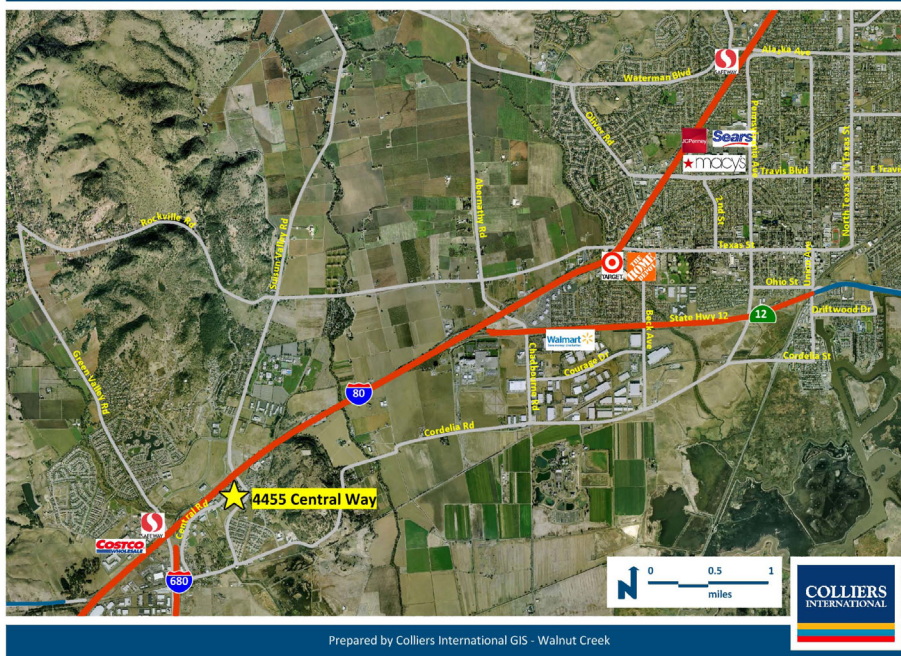 Alaska Ave
SAFEWAY
Waterman Blvd
Oliver Rd
JCPenney
Sears
macy's
Pennsylvania Ave
Travis Blvd
North Texas St
2nd St
Abernathy Rd
Rockville Rd
Suisun Valley Rd
Texas St
Union Ave
TARGET
THE HOME DEPOT
Ohio St
State Hwy 12
12
Driftwood Dr
Beck Ave
Walmart
Cordelia St
Courage Dr
Chadbourne Rd
Green Valley Rd
80
Cordelia Rd
4455 Central Way
Central Rd
SAFEWAY
COSTCO
WHOLESALE
680
N
0 0.5 1
miles
COLLIERS
INTERNATIONAL
Prepared by Colliers International GIS - Walnut Creek